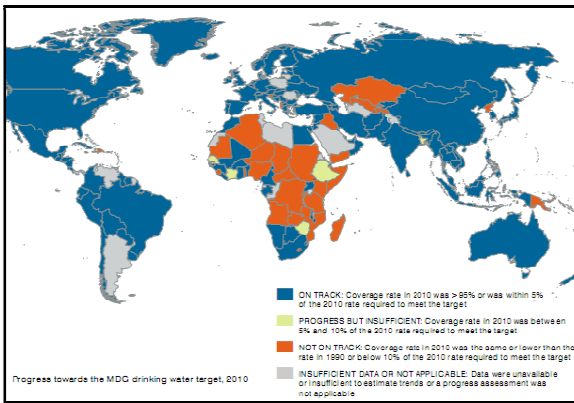 ON TRACK: Coverage rate in 2010 was >95% or was within 5%
of the 2010 rate required to meet the target
PROGRESS BUT INSUFFICIENT: Coverage rate in 2010 was between
5% and 10% of the 2010 rate required to meet the target
NOT ON TRACK: Coverage rate in 2010 was the same or lower than the
rate in 1990 or below 10% of the 2010 rate required to meet the target
INSUFFICIENT DATA OR NOT APPLICABLE: Data were unavailable
or insufficient to estimate trends or a progress assessment was
not applicable
Progress towards the MDG drinking water target, 2010